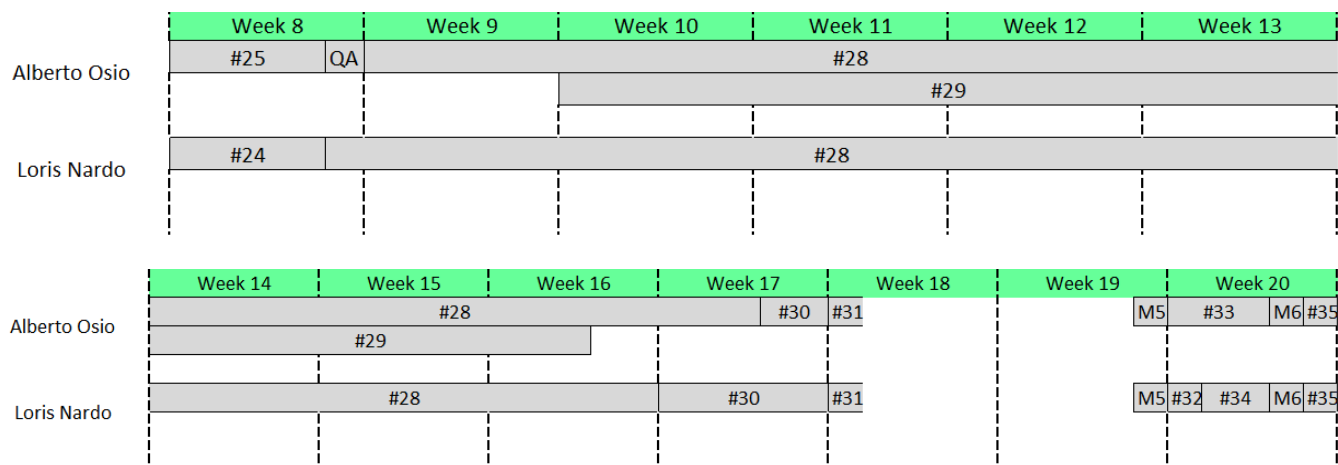 Week 8 Week 9 Week 10 Week 11 Week 12 Week 13
Alberto Osio #25 QA #28
#29
Loris Nardo #24 #28
Week 14 Week 15 Week 16 Week 17 Week 18 Week 19 Week 20
Alberto Osio #28 #30 #31 M5 #33 M6 #35
#29
Loris Nardo #28 #30 #31 M5 #32 #34 M6 #35